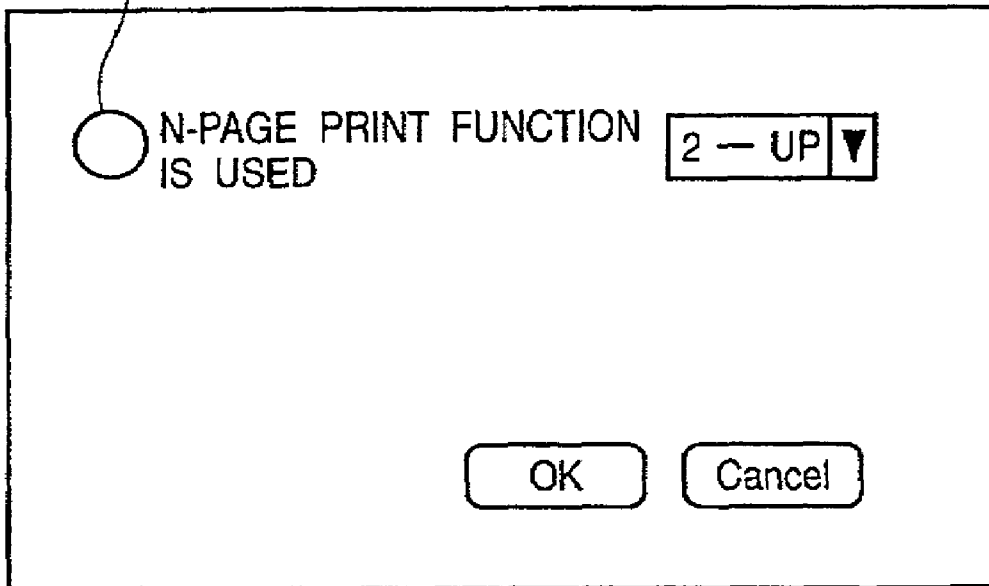 N-PAGE PRINT FUNCTION
IS USED
2 — UP
OK
Cancel